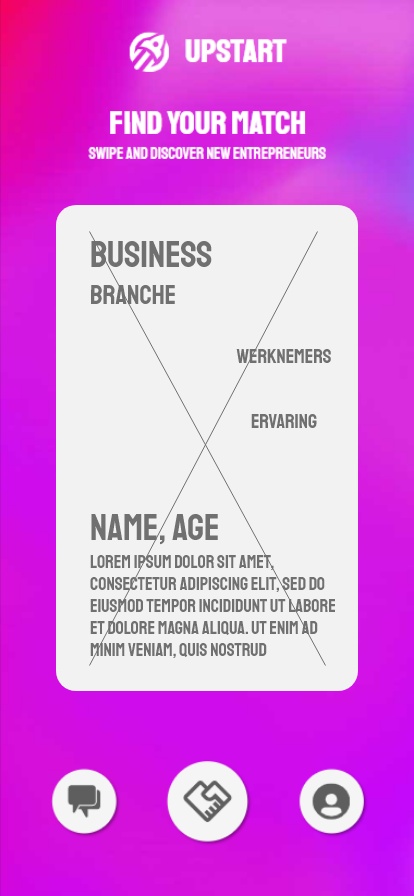 UPSTART
FIND YOUR MATCH
SWIPE AND DISCOVER NEW ENTREPRENEURS
BUSINESS
BRANCHE
WERKNEMERS
ERVARING
NAME, AGE
LOREM IPSUM DOLOR SIT AMET,
CONSECTETUR ADIPISCING ELIT, SED DO
EIUSMOD TEMPOR INCIDIDUNT UT LABORE
ET DOLORE MAGNA ALIQUA. UT ENIM AD
MINIM VENIAM, QUIS NOSTRUD